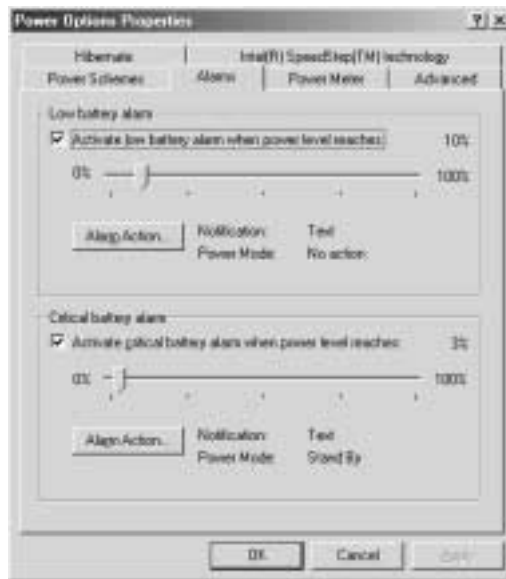 Power Options Properties
Hibernate Intel(R) SpeedStep(TM) technology
Power Schemes Alarms Power Meter Advanced
Low battery alarm
Activate low battery alarm when power level reaches: 10%
0% 100%
Alarm Action... Notification: Text
Power Mode: No action
Critical battery alarm
Activate critical battery alarm when power level reaches: 3%
0% 100%
Alarm Action... Notification: Text
Power Mode: Stand By
OK Cancel Apply